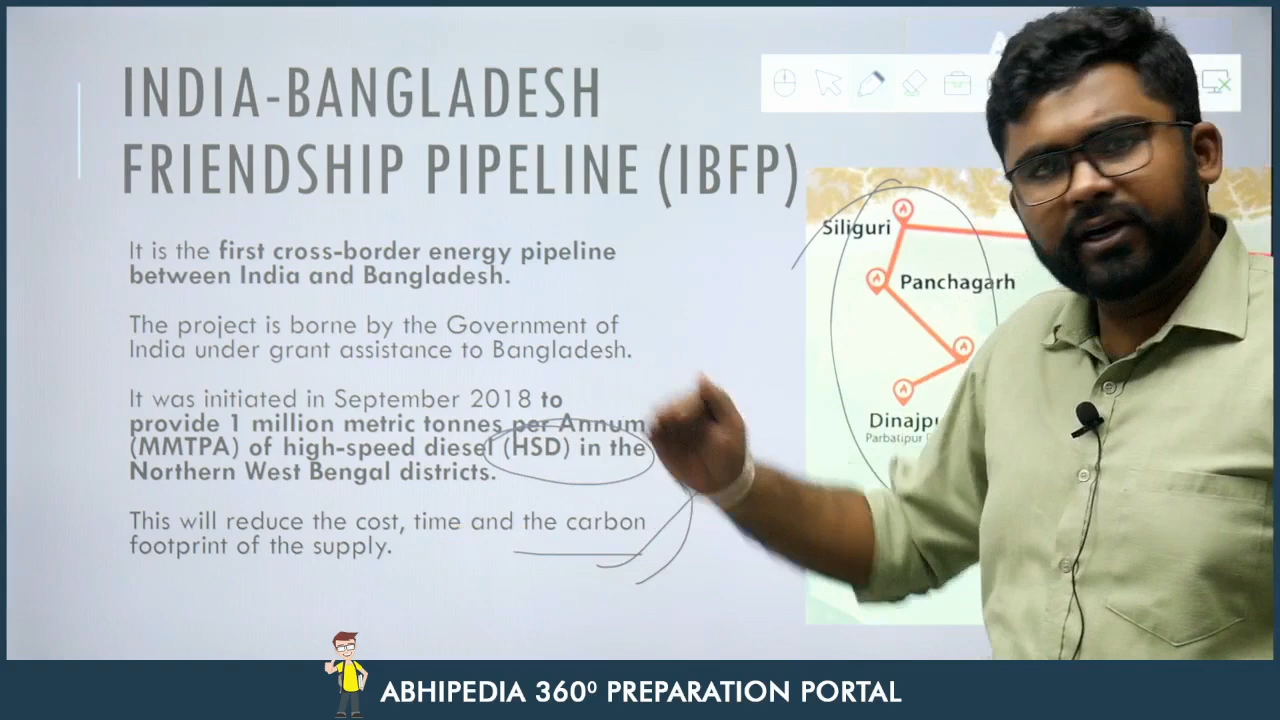 INDIA-BANGLADESH
FRIENDSHIP PIPELINE (IBFP)
It is the first cross-border energy pipeline
between India and Bangladesh.
The project is borne by the Government of
India under grant assistance to Bangladesh.
It was initiated in September 2018 to
provide 1 million metric tonnes per Annum
(MMTPA) of high-speed diesel (HSD) in the
Northern West Bengal districts.
This will reduce the cost, time and the carbon
footprint of the supply.
Siliguri
Panchagarh
ABHIPEDIA 360⁰ PREPARATION PORTAL